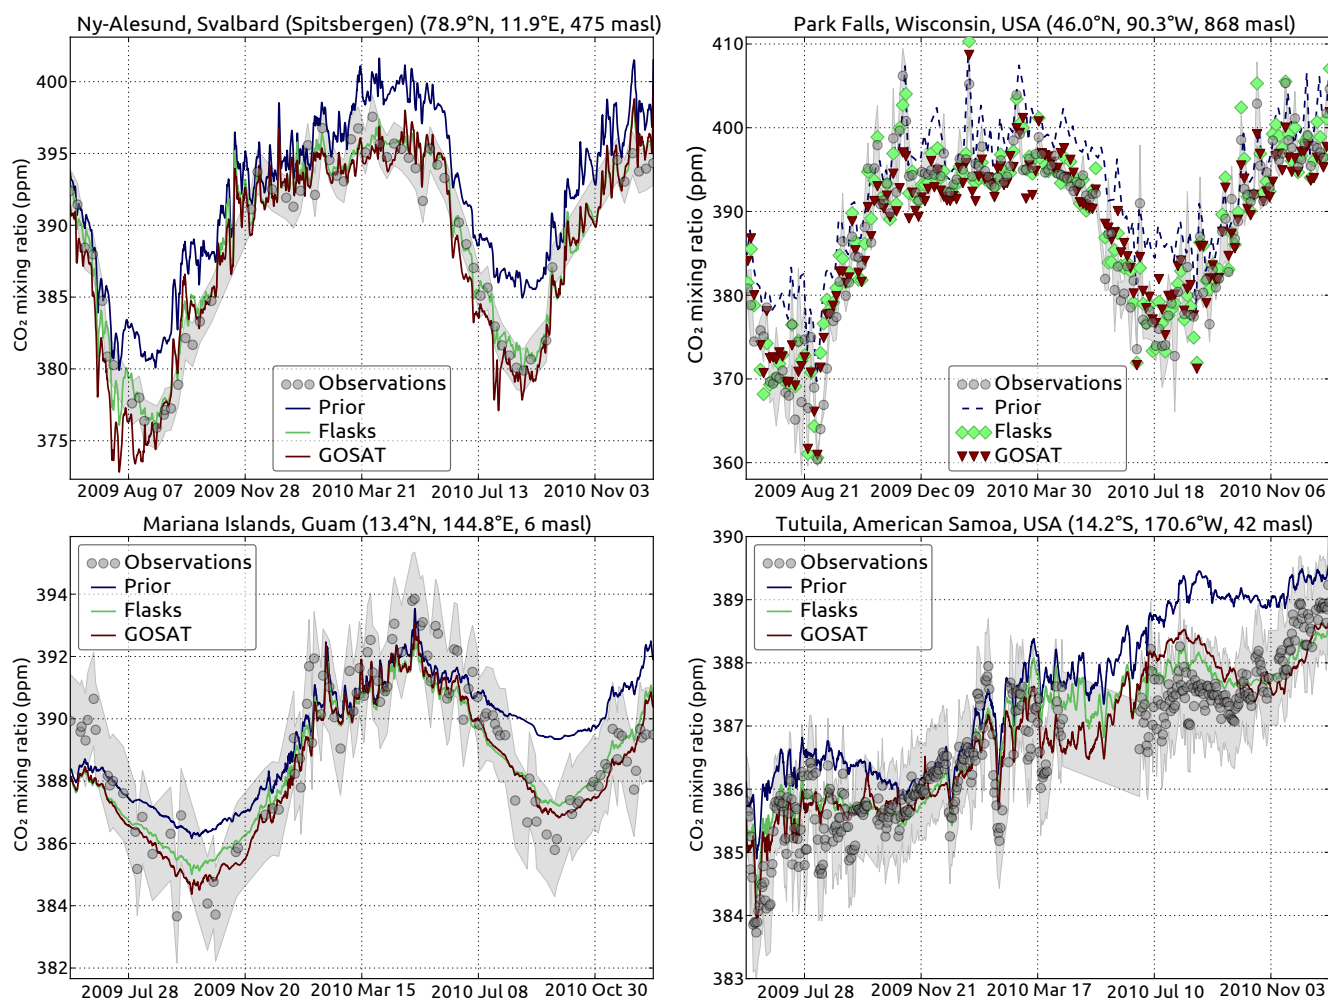 Ny-Alesund, Svalbard (Spitsbergen) (78.9°N, 11.9°E, 475 masl)
CO₂ mixing ratio (ppm)
400
395
390
385
380
375
Observations
Prior
Flasks
GOSAT
2009 Aug 07 2009 Nov 28 2010 Mar 21 2010 Jul 13 2010 Nov 03
Park Falls, Wisconsin, USA (46.0°N, 90.3°W, 868 masl)
CO₂ mixing ratio (ppm)
410
400
390
380
370
360
Observations
Prior
Flasks
GOSAT
2009 Aug 21 2009 Dec 09 2010 Mar 30 2010 Jul 18 2010 Nov 06
Mariana Islands, Guam (13.4°N, 144.8°E, 6 masl)
CO₂ mixing ratio (ppm)
394
392
390
388
386
384
382
Observations
Prior
Flasks
GOSAT
2009 Jul 28 2009 Nov 20 2010 Mar 15 2010 Jul 08 2010 Oct 30
Tutuila, American Samoa, USA (14.2°S, 170.6°W, 42 masl)
CO₂ mixing ratio (ppm)
390
389
388
387
386
385
384
383
Observations
Prior
Flasks
GOSAT
2009 Jul 28 2009 Nov 21 2010 Mar 17 2010 Jul 10 2010 Nov 03